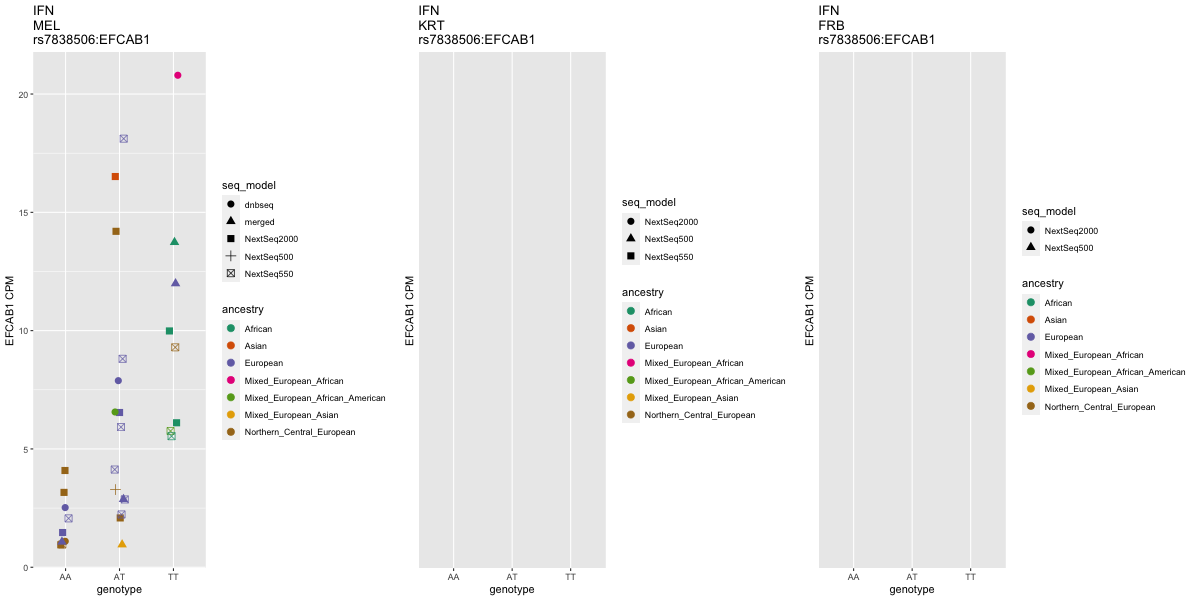 IFN
MEL
rs7838506:EFCAB1
EFCAB1 CPM
20
15
10
5
0
AA AT TT
genotype
seq_model
dnbseq
merged
NextSeq2000
NextSeq500
NextSeq550
ancestry
African
Asian
European
Mixed_European_African
Mixed_European_African_American
Mixed_European_Asian
Northern_Central_European
IFN
KRT
rs7838506:EFCAB1
EFCAB1 CPM
AA AT TT
genotype
seq_model
NextSeq2000
NextSeq500
NextSeq550
ancestry
African
Asian
European
Mixed_European_African
Mixed_European_African_American
Mixed_European_Asian
Northern_Central_European
IFN
FRB
rs7838506:EFCAB1
EFCAB1 CPM
AA AT TT
genotype
seq_model
NextSeq2000
NextSeq500
ancestry
African
Asian
European
Mixed_European_African
Mixed_European_African_American
Mixed_European_Asian
Northern_Central_European